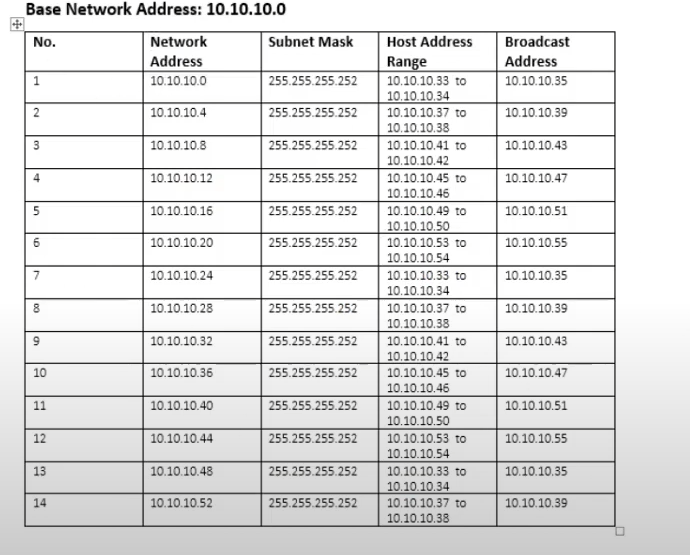 Base Network Address: 10.10.10.0
No. Network Address Subnet Mask Host Address Range Broadcast Address
1 10.10.10.0 255.255.255.252 10.10.10.33 to 10.10.10.34 10.10.10.35
2 10.10.10.4 255.255.255.252 10.10.10.37 to 10.10.10.38 10.10.10.39
3 10.10.10.8 255.255.255.252 10.10.10.41 to 10.10.10.42 10.10.10.43
4 10.10.10.12 255.255.255.252 10.10.10.45 to 10.10.10.46 10.10.10.47
5 10.10.10.16 255.255.255.252 10.10.10.49 to 10.10.10.50 10.10.10.51
6 10.10.10.20 255.255.255.252 10.10.10.53 to 10.10.10.54 10.10.10.55
7 10.10.10.24 255.255.255.252 10.10.10.33 to 10.10.10.34 10.10.10.35
8 10.10.10.28 255.255.255.252 10.10.10.37 to 10.10.10.38 10.10.10.39
9 10.10.10.32 255.255.255.252 10.10.10.41 to 10.10.10.42 10.10.10.43
10 10.10.10.36 255.255.255.252 10.10.10.45 to 10.10.10.46 10.10.10.47
11 10.10.10.40 255.255.255.252 10.10.10.49 to 10.10.10.50 10.10.10.51
12 10.10.10.44 255.255.255.252 10.10.10.53 to 10.10.10.54 10.10.10.55
13 10.10.10.48 255.255.255.252 10.10.10.33 to 10.10.10.34 10.10.10.35
14 10.10.10.52 255.255.255.252 10.10.10.37 to 10.10.10.38 10.10.10.39